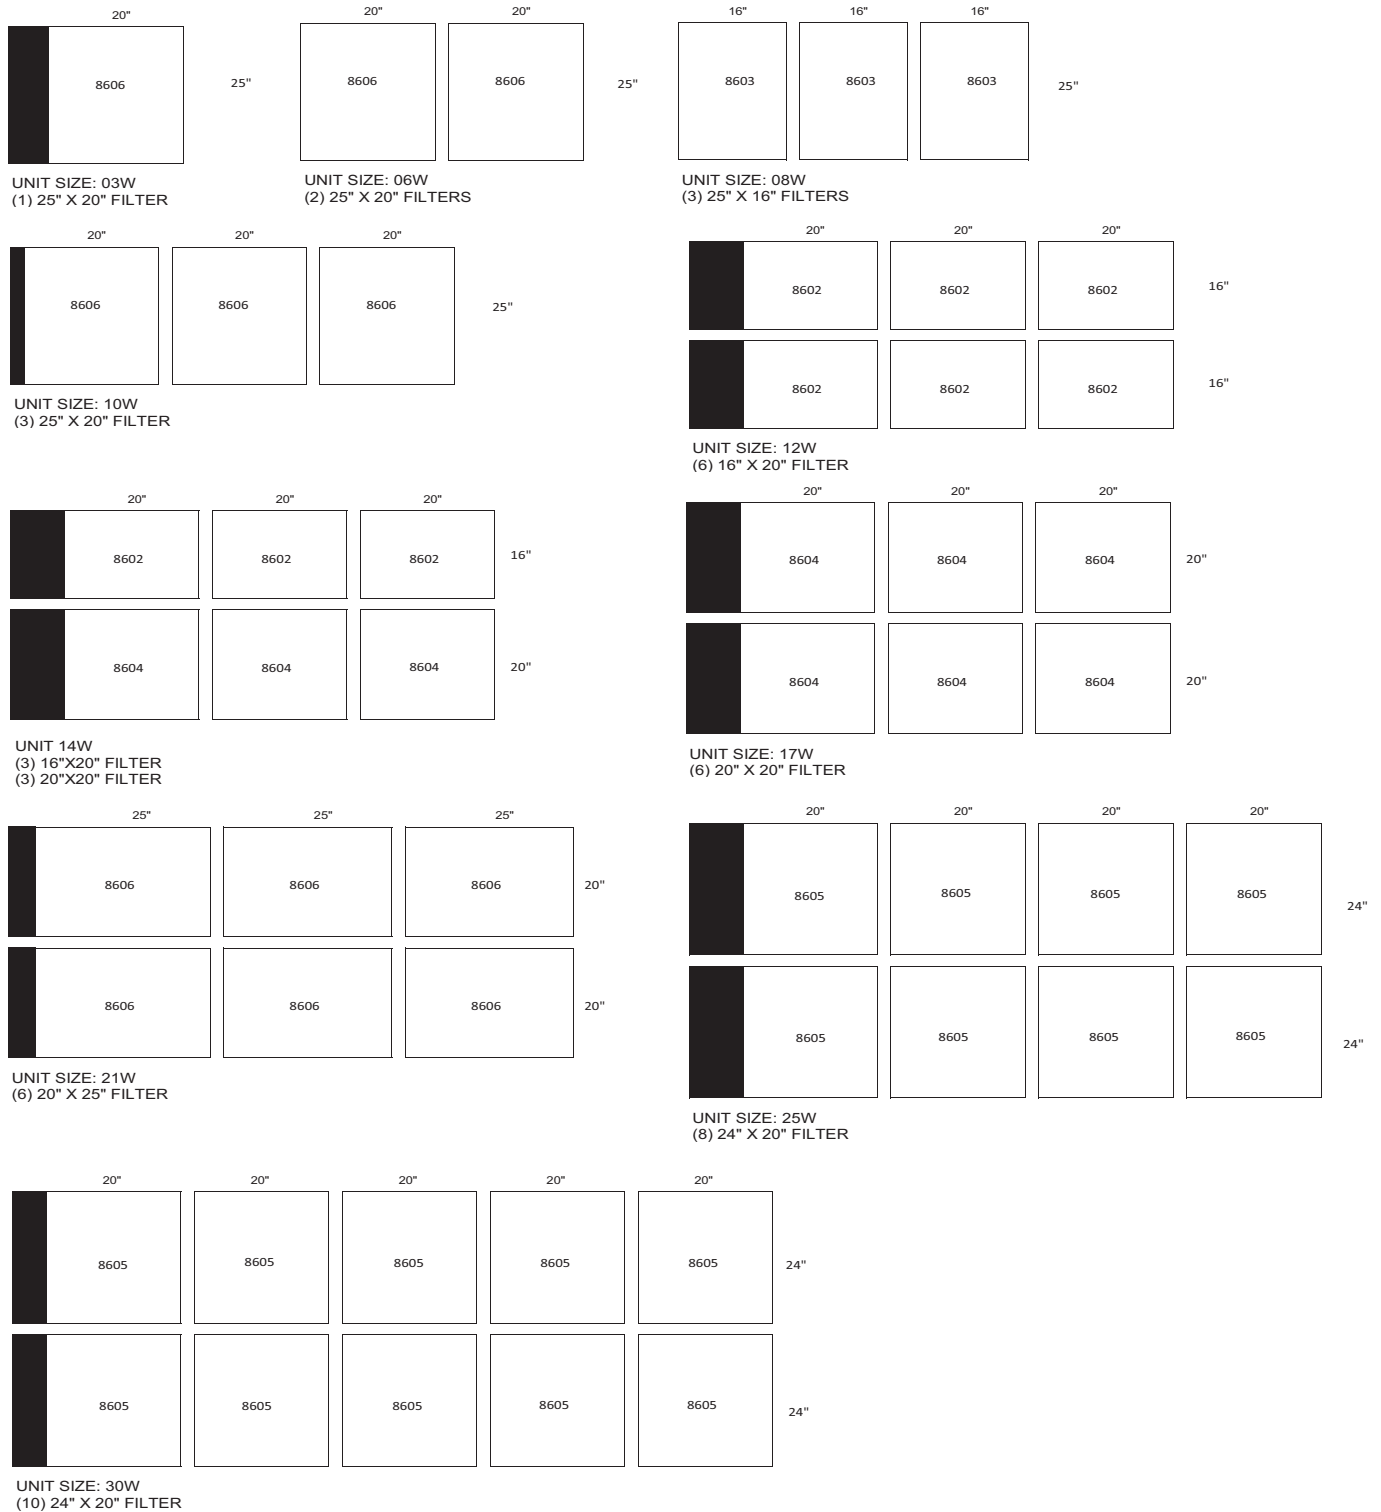 20"
8606
25"
UNIT SIZE: 03W
(1) 25" X 20" FILTER
20" 20"
8606 8606
25"
UNIT SIZE: 06W
(2) 25" X 20" FILTERS
16" 16" 16"
8603 8603 8603
25"
UNIT SIZE: 08W
(3) 25" X 16" FILTERS
20" 20" 20"
8606 8606 8606
25"
UNIT SIZE: 10W
(3) 25" X 20" FILTER
20" 20" 20"
8602 8602 8602
16"
8602 8602 8602
16"
UNIT SIZE: 12W
(6) 16" X 20" FILTER
20" 20" 20"
8602 8602 8602
16"
8604 8604 8604
20"
UNIT 14W
(3) 16"X20" FILTER
(3) 20"X20" FILTER
20" 20" 20"
8604 8604 8604
20"
8604 8604 8604
20"
UNIT SIZE: 17W
(6) 20" X 20" FILTER
25" 25" 25"
8606 8606 8606
20"
8606 8606 8606
20"
UNIT SIZE: 21W
(6) 20" X 25" FILTER
20" 20" 20" 20"
8605 8605 8605 8605
24"
8605 8605 8605 8605
24"
UNIT SIZE: 25W
(8) 24" X 20" FILTER
20" 20" 20" 20" 20"
8605 8605 8605 8605 8605
24"
8605 8605 8605 8605 8605
24"
UNIT SIZE: 30W
(10) 24" X 20" FILTER